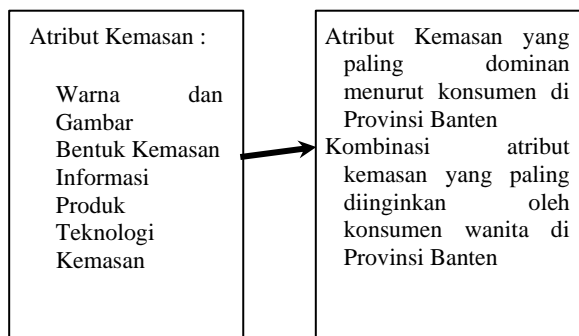 Atribut Kemasan :
Warna dan
Gambar
Bentuk Kemasan
Informasi
Produk
Teknologi
Kemasan
Atribut Kemasan yang
paling dominan
menurut konsumen di
Provinsi Banten
Kombinasi atribut
kemasan yang paling
diinginkan oleh
konsumen wanita di
Provinsi Banten